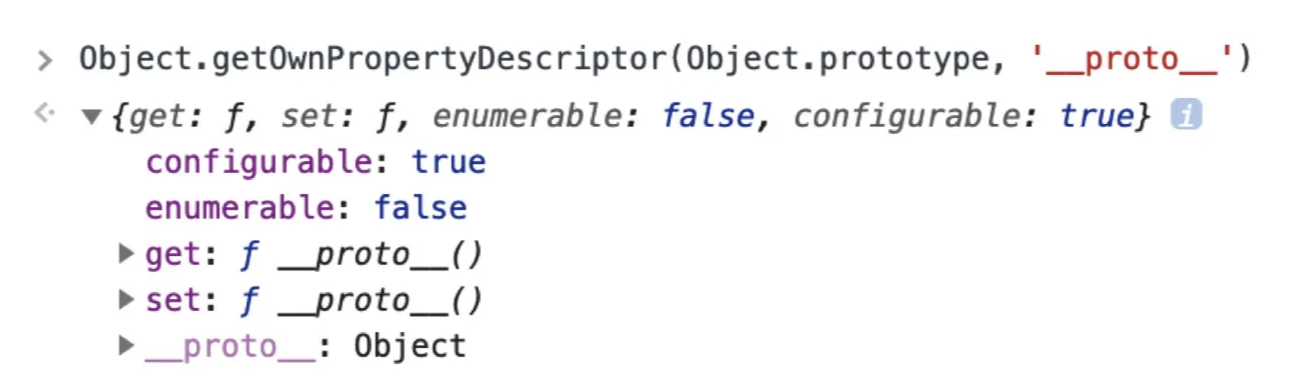 > Object.getOwnPropertyDescriptor(Object.prototype, '__proto__')
{get: ƒ, set: ƒ, enumerable: false, configurable: true} i
configurable: true
enumerable: false
get: ƒ __proto__()
set: ƒ __proto__()
__proto__: Object